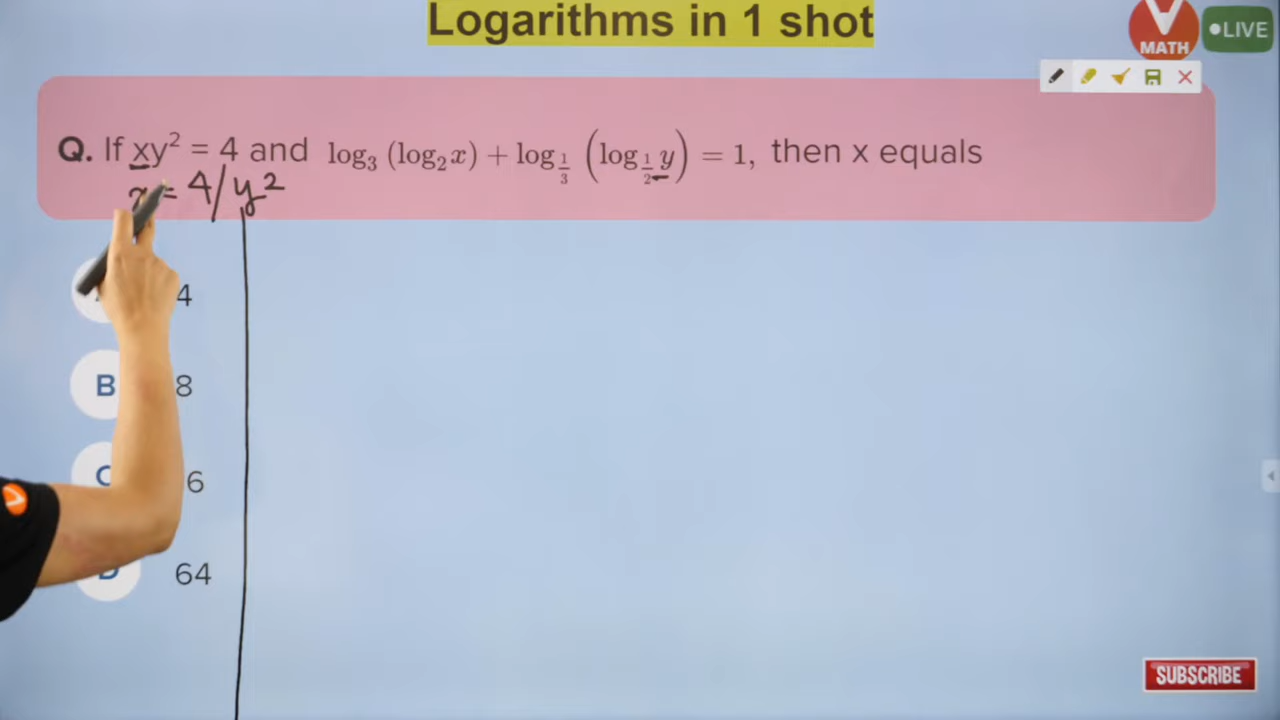 Logarithms in 1 shot
V
MATH
●LIVE
Q. If xy² = 4 and log₃ (log₂x) + log_{1/3} (log_{1/2} y) = 1, then x equals
= 4/y²
4
B 8
C 6
D 64
SUBSCRIBE